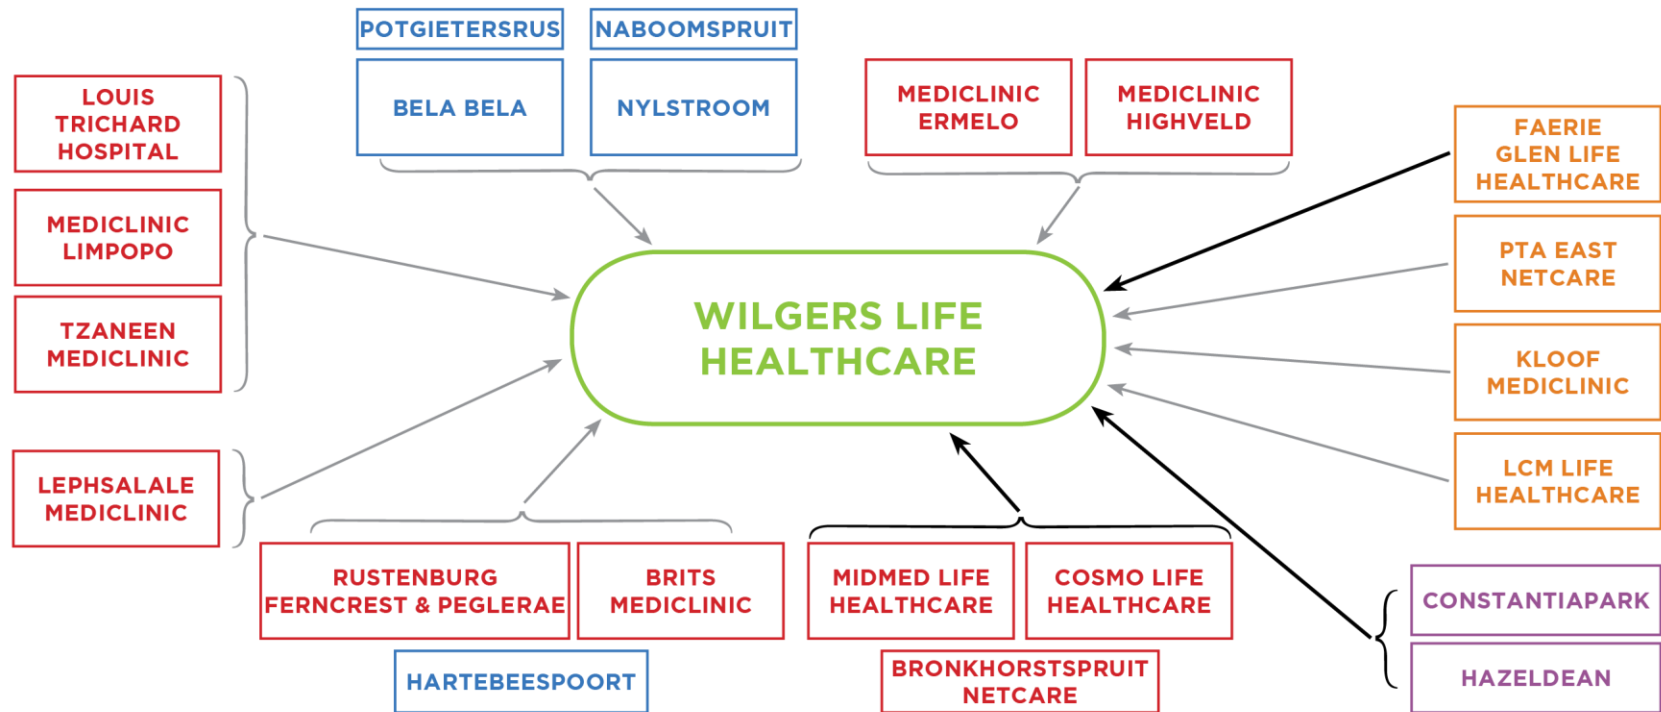 POTGIETERSRUS
NABOOMSPRUIT
LOUIS
TRICHARD
HOSPITAL
BELA BELA
NYLSTROOM
MEDICLINIC
ERMELO
MEDICLINIC
HIGHVELD
FAERIE
GLEN LIFE
HEALTHCARE
MEDICLINIC
LIMPOPO
PTA EAST
NETCARE
TZANEEN
MEDICLINIC
WILGERS LIFE
HEALTHCARE
KLOOF
MEDICLINIC
LEPHSALALE
MEDICLINIC
LCM LIFE
HEALTHCARE
RUSTENBURG
FERNCREST & PEGLERAE
BRITS
MEDICLINIC
MIDMED LIFE
HEALTHCARE
COSMO LIFE
HEALTHCARE
CONSTANTIAPARK
HARTEBEESPOORT
BRONKHORSTSPRUIT
NETCARE
HAZELDEAN